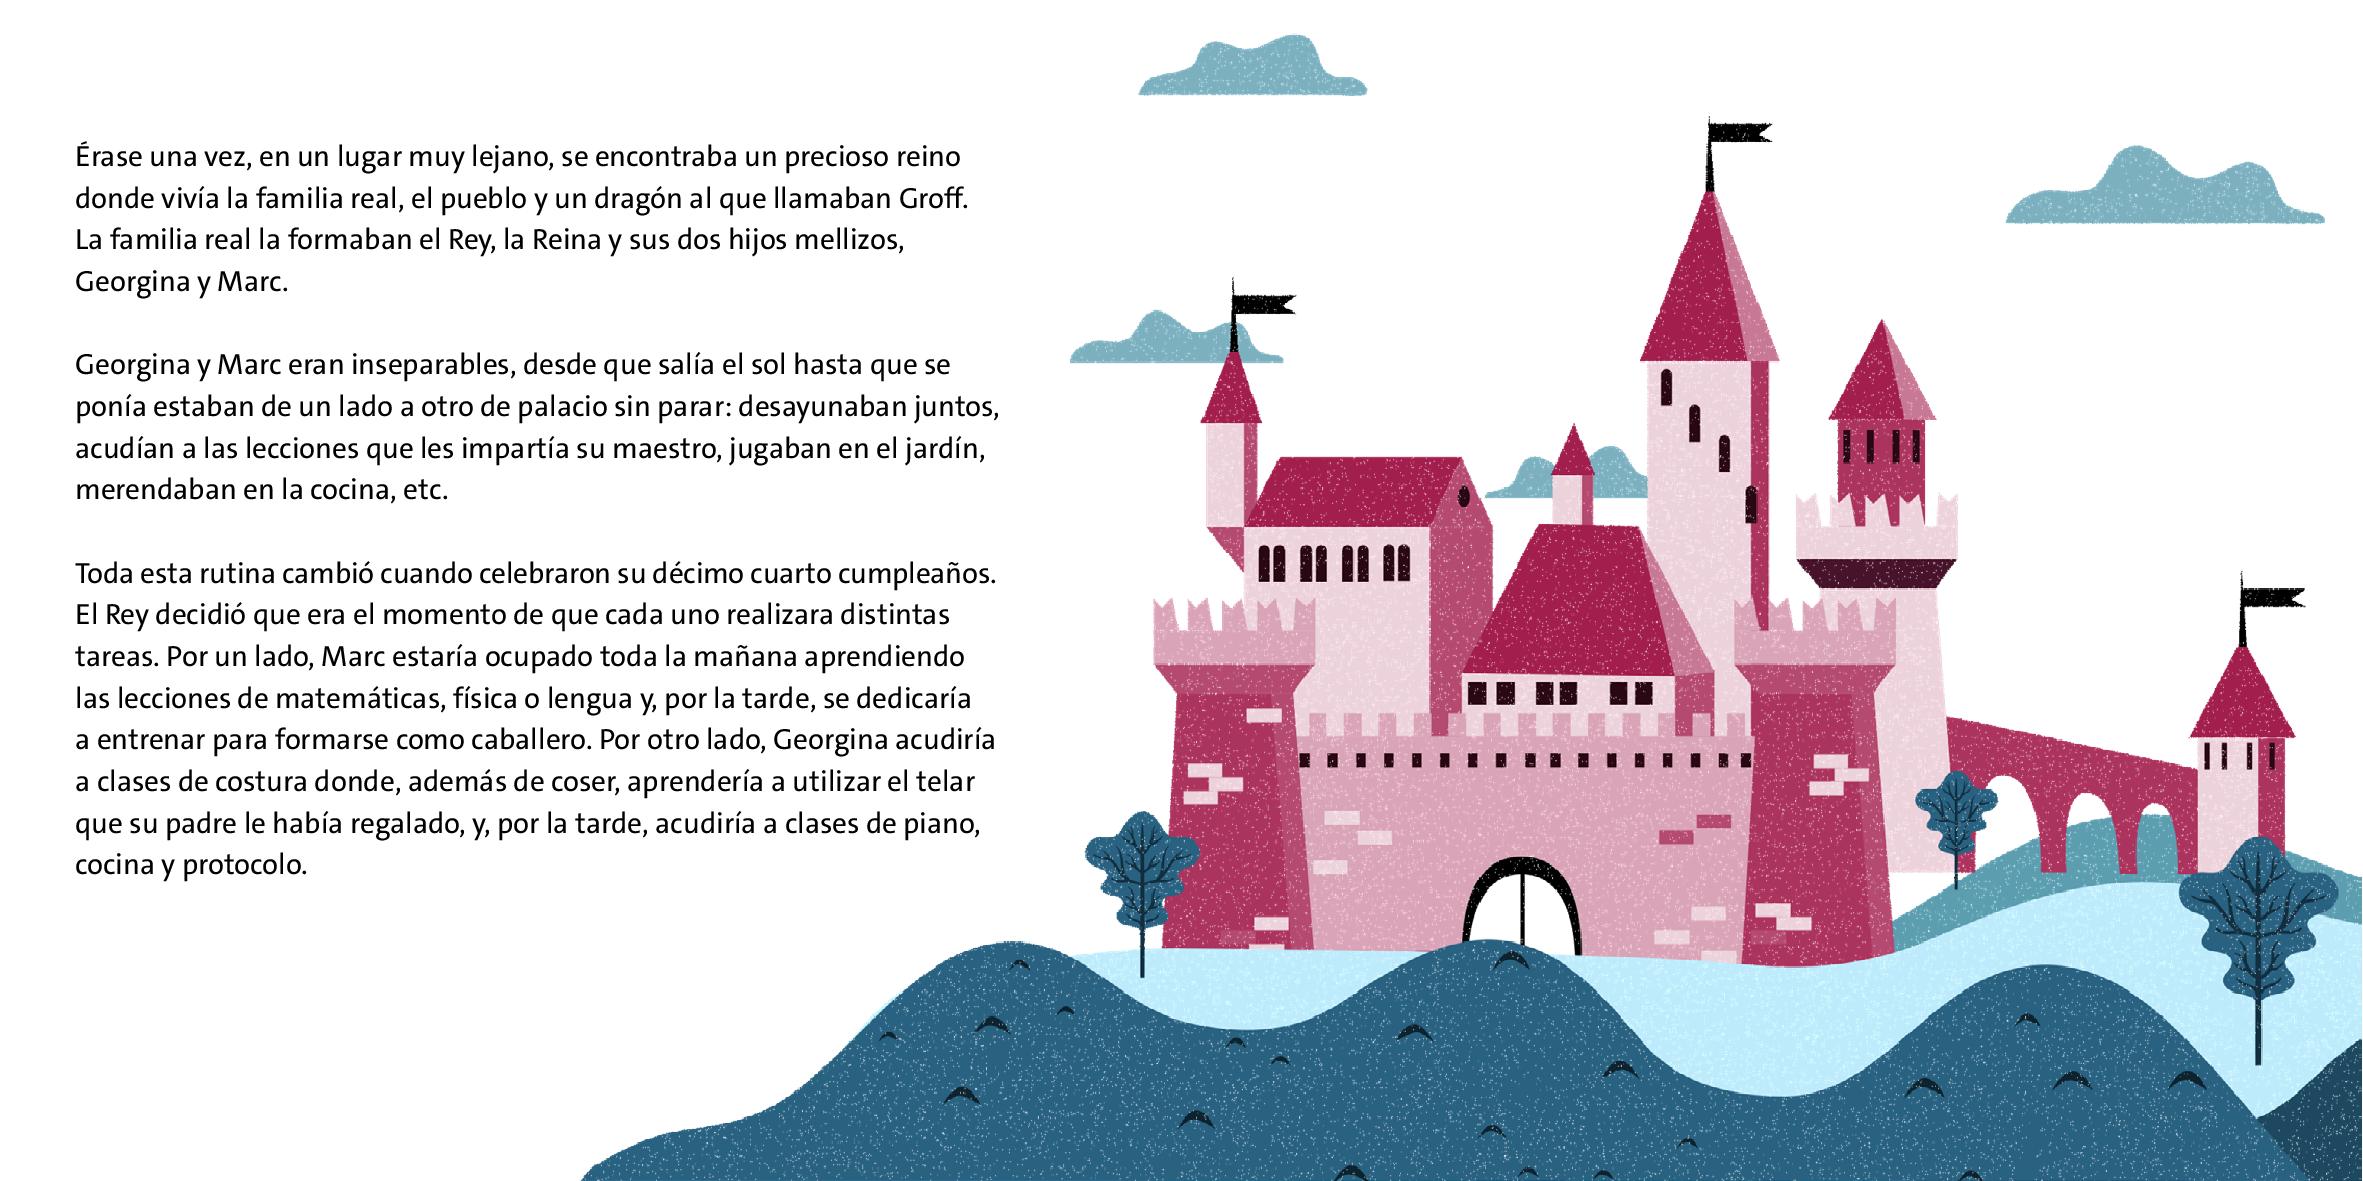 Érase una vez, en un lugar muy lejano, se encontraba un precioso reino
donde vivía la familia real, el pueblo y un dragón al que llamaban Groff.
La familia real la formaban el Rey, la Reina y sus dos hijos mellizos,
Georgina y Marc.
Georgina y Marc eran inseparables, desde que salía el sol hasta que se
ponía estaban de un lado a otro de palacio sin parar: desayunaban juntos,
acudían a las lecciones que les impartía su maestro, jugaban en el jardín,
merendaban en la cocina, etc.
Toda esta rutina cambió cuando celebraron su décimo cuarto cumpleaños.
El Rey decidió que era el momento de que cada uno realizara distintas
tareas. Por un lado, Marc estaría ocupado toda la mañana aprendiendo
las lecciones de matemáticas, física o lengua y, por la tarde, se dedicaría
a entrenar para formarse como caballero. Por otro lado, Georgina acudiría
a clases de costura donde, además de coser, aprendería a utilizar el telar
que su padre le había regalado, y, por la tarde, acudiría a clases de piano,
cocina y protocolo.